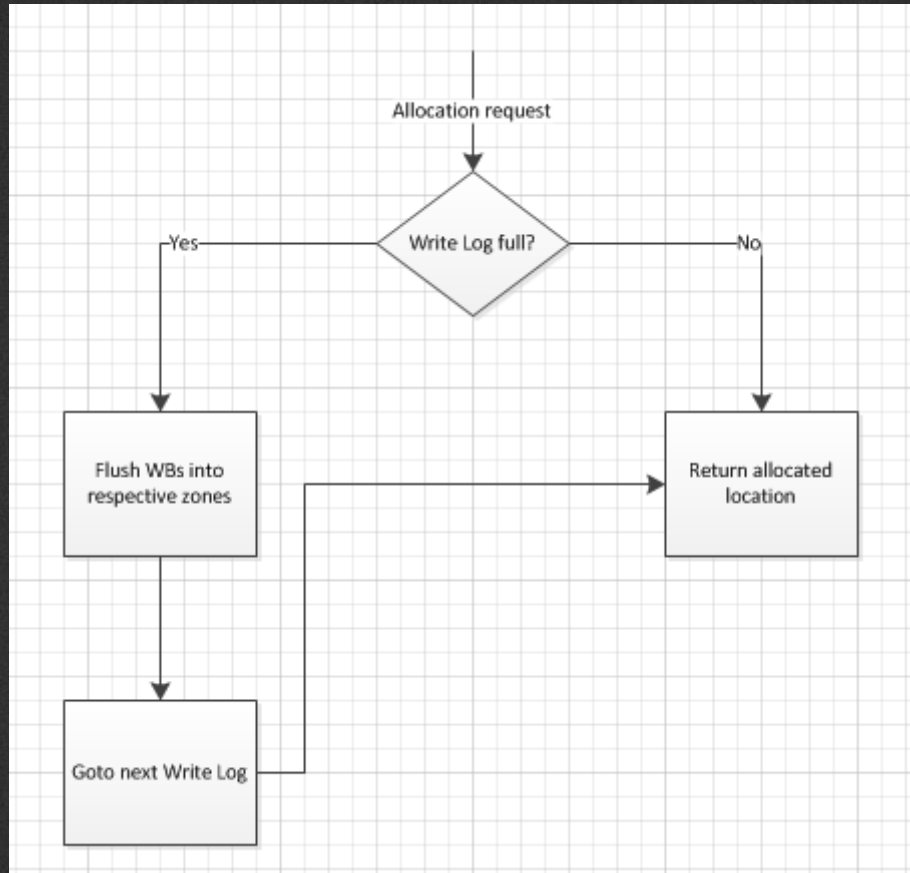 Allocation request
Write Log full?
Yes
No
Flush WBs into
respective zones
Return allocated
location
Goto next Write Log